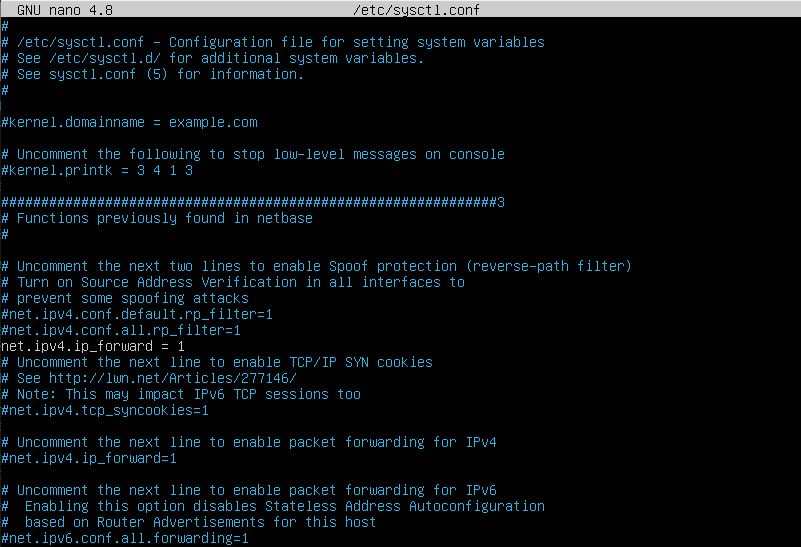 GNU nano 4.8 /etc/sysctl.conf
#
# /etc/sysctl.conf - Configuration file for setting system variables
# See /etc/sysctl.d/ for additional system variables.
# See sysctl.conf (5) for information.
#
#kernel.domainname = example.com
# Uncomment the following to stop low-level messages on console
#kernel.printk = 3 4 1 3
##############################################################3
# Functions previously found in netbase
#
# Uncomment the next two lines to enable Spoof protection (reverse-path filter)
# Turn on Source Address Verification in all interfaces to
# prevent some spoofing attacks
#net.ipv4.conf.default.rp_filter=1
#net.ipv4.conf.all.rp_filter=1
net.ipv4.ip_forward = 1
# Uncomment the next line to enable TCP/IP SYN cookies
# See http://lwn.net/Articles/277146/
# Note: This may impact IPv6 TCP sessions too
#net.ipv4.tcp_syncookies=1
# Uncomment the next line to enable packet forwarding for IPv4
#net.ipv4.ip_forward=1
# Uncomment the next line to enable packet forwarding for IPv6
#  Enabling this option disables Stateless Address Autoconfiguration
#  based on Router Advertisements for this host
#net.ipv6.conf.all.forwarding=1